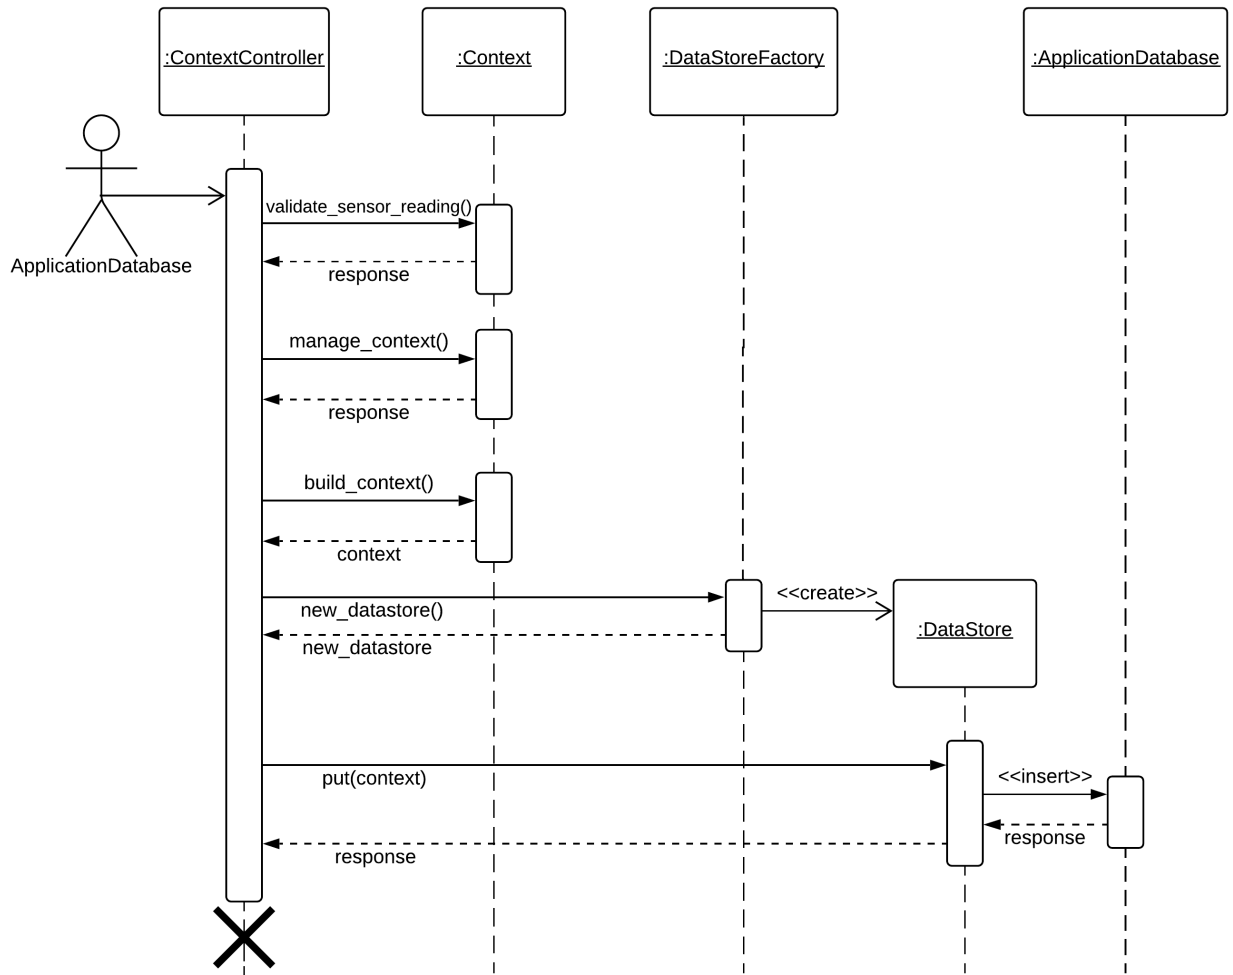 :ContextController
:Context
:DataStoreFactory
:ApplicationDatabase
ApplicationDatabase
validate_sensor_reading()
response
manage_context()
response
build_context()
context
new_datastore()
<<create>>
new_datastore
:DataStore
put(context)
<<insert>>
response
response